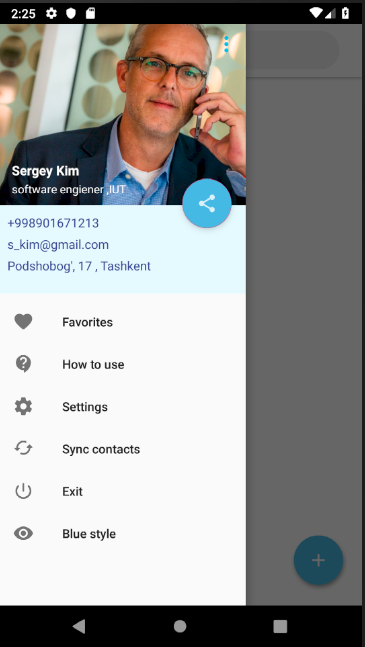 2:25
Sergey Kim
software engiener ,IUT
+998901671213
s_kim@gmail.com
Podshobog', 17 , Tashkent
Favorites
How to use
Settings
Sync contacts
Exit
Blue style